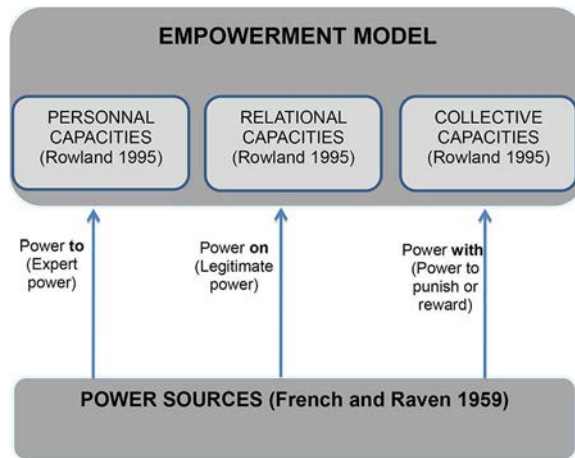 EMPOWERMENT MODEL
PERSONNAL
CAPACITIES
(Rowland 1995)
RELATIONAL
CAPACITIES
(Rowland 1995)
COLLECTIVE
CAPACITIES
(Rowland 1995)
Power to
(Expert
power)
Power on
(Legitimate
power)
Power with
(Power to
punish or
reward)
POWER SOURCES (French and Raven 1959)